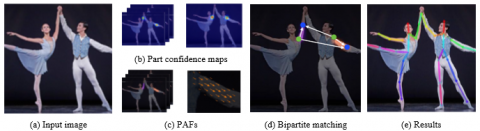 (b) Part confidence maps
(a) Input image
(c) PAFs
(d) Bipartite matching
(e) Results